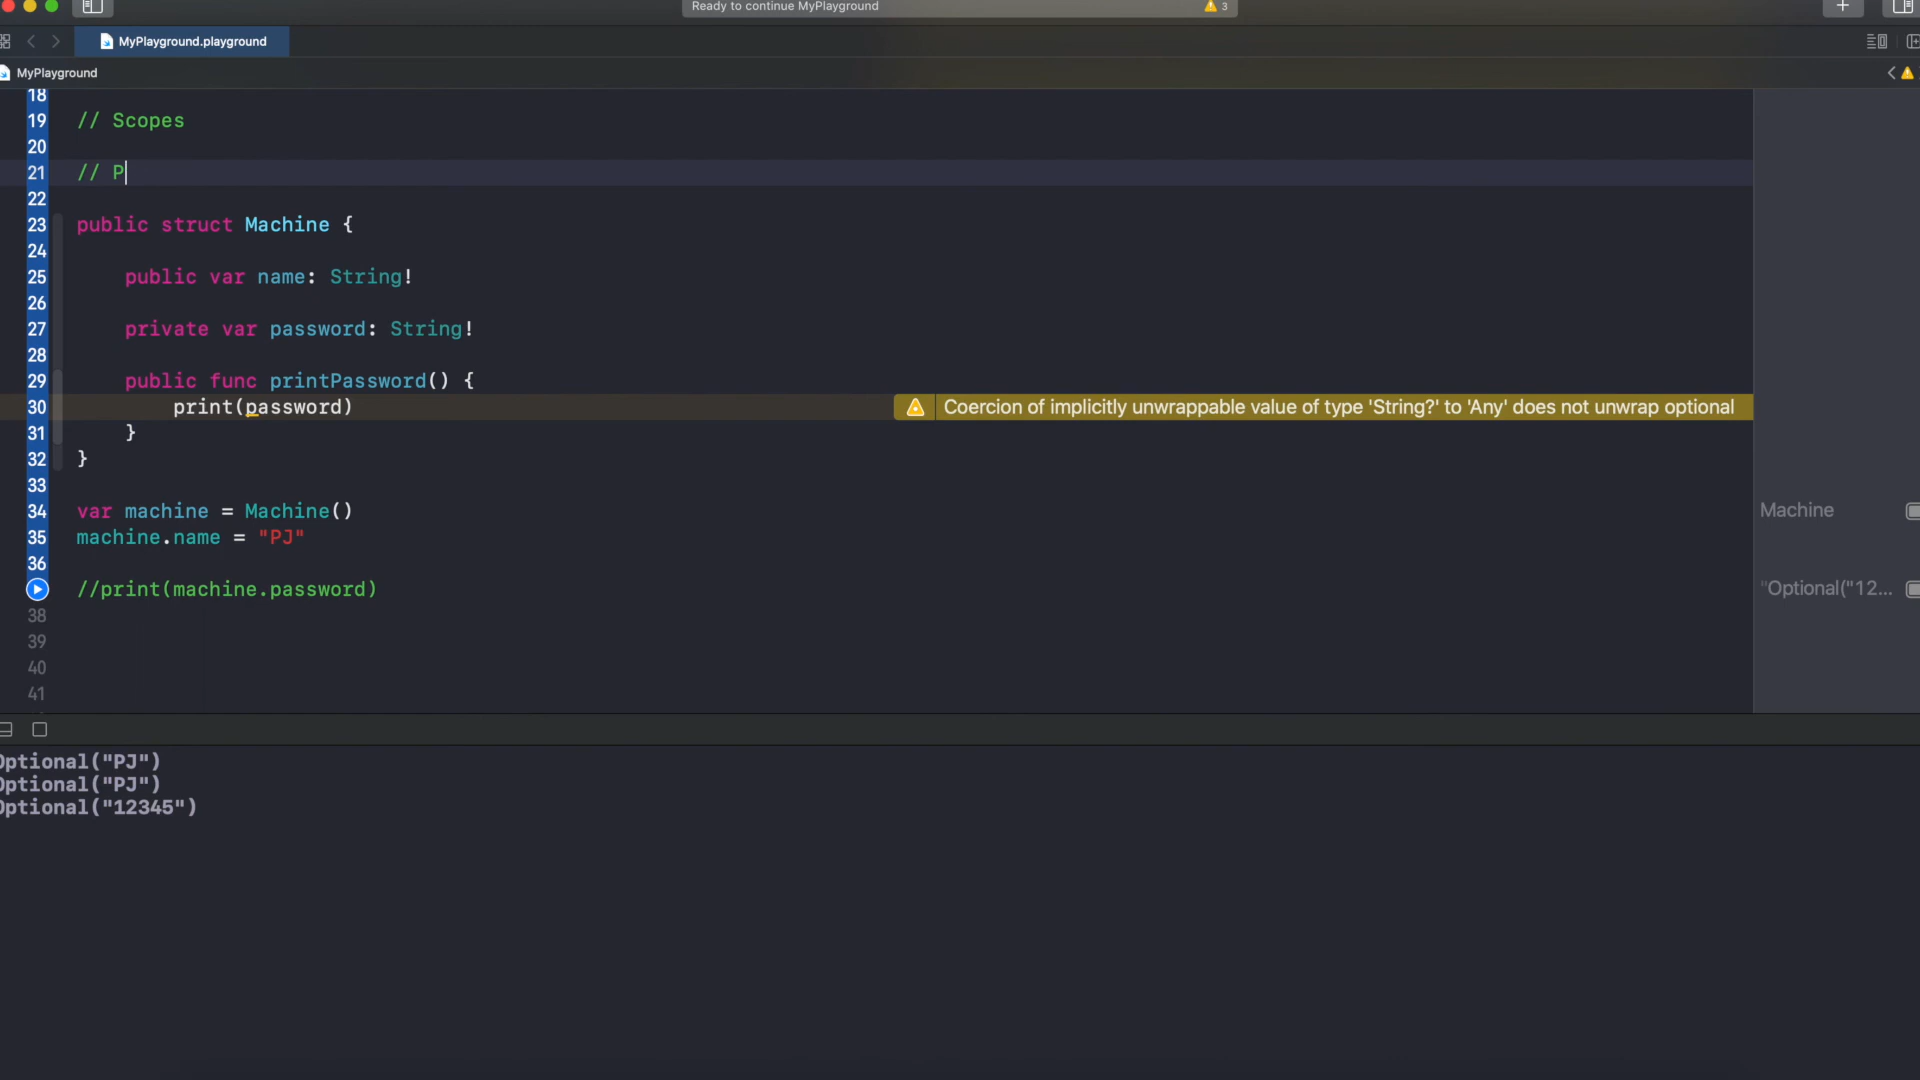 Ready to continue MyPlayground 3
MyPlayground.playground
MyPlayground
18
19 // Scopes
20
21 // P
22
23 public struct Machine {
24
25 public var name: String!
26
27 private var password: String!
28
29 public func printPassword() {
30 print(password) Coercion of implicitly unwrappable value of type 'String?' to 'Any' does not unwrap optional
31 }
32 }
33
34 var machine = Machine() Machine
35 machine.name = "PJ"
36
//print(machine.password) "Optional("12...
38
39
40
41
Optional("PJ")
Optional("PJ")
Optional("12345")